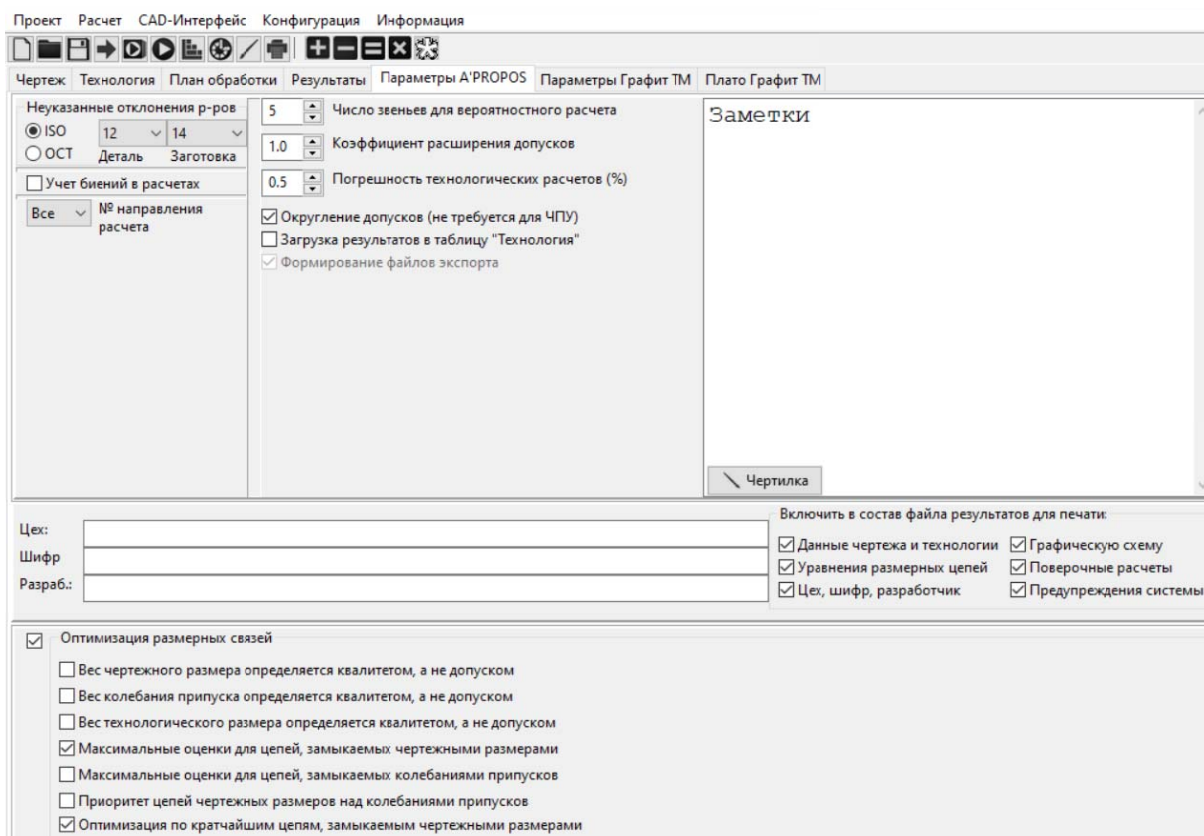 Проект Расчет CAD-Интерфейс Конфигурация Информация
Чертеж Технология План обработки Результаты Параметры A'PROPOS Параметры Графит ТМ Плато Графит ТМ
Неуказанные отклонения р-ров
ISO
ОСТ
12 14
Деталь Заготовка
Учет биений в расчетах
Все № направления
расчета
5 Число звеньев для вероятностного расчета
1.0 Коэффициент расширения допусков
0.5 Погрешность технологических расчетов (%)
Округление допусков (не требуется для ЧПУ)
Загрузка результатов в таблицу "Технология"
Формирование файлов экспорта
Заметки
Чертилка
Цех:
Шифр
Разраб.:
Включить в состав файла результатов для печати:
Данные чертежа и технологии Графическую схему
Уравнения размерных цепей Поверочные расчеты
Цех, шифр, разработчик Предупреждения системы
Оптимизация размерных связей
Вес чертежного размера определяется квалитетом, а не допуском
Вес колебания припуска определяется квалитетом, а не допуском
Вес технологического размера определяется квалитетом, а не допуском
Максимальные оценки для цепей, замыкаемых чертежными размерами
Максимальные оценки для цепей, замыкаемых колебаниями припусков
Приоритет цепей чертежных размеров над колебаниями припусков
Оптимизация по кратчайшим цепям, замыкаемым чертежными размерами